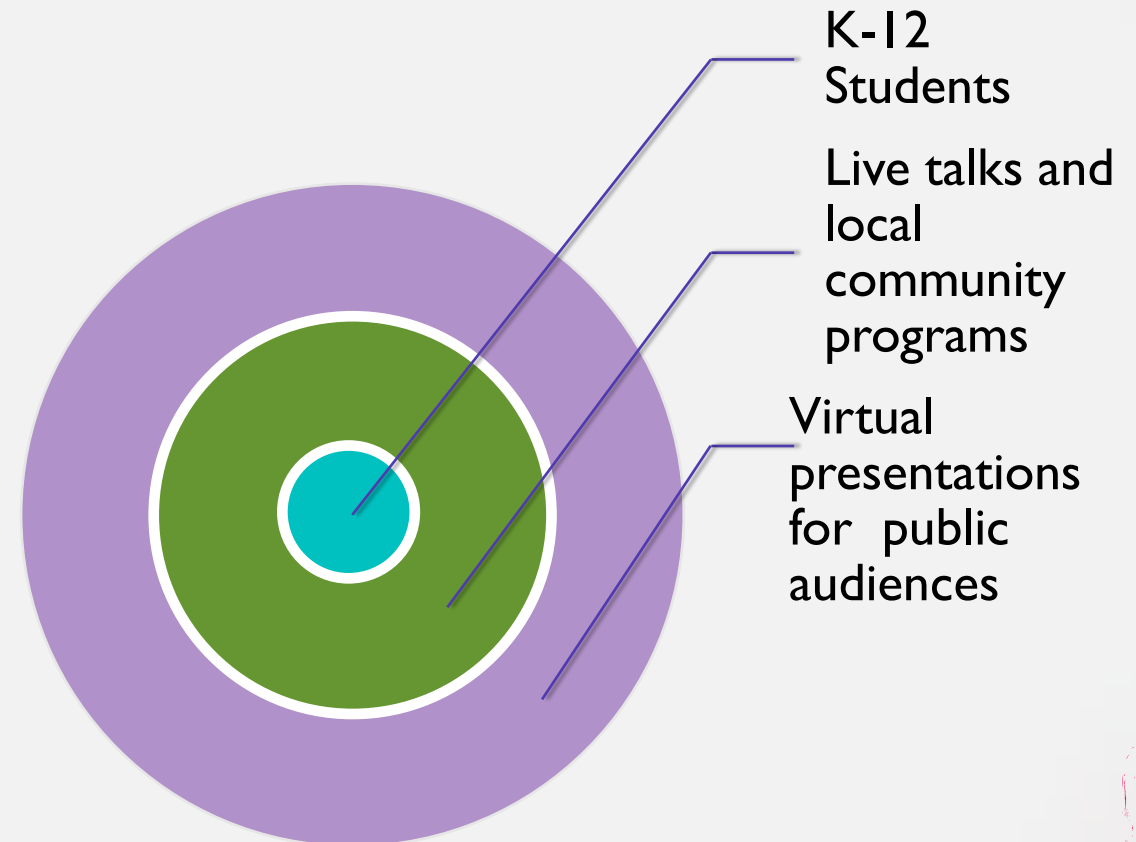 K-12
Students
Live talks and
local
community
programs
Virtual
presentations
for  public
audiences